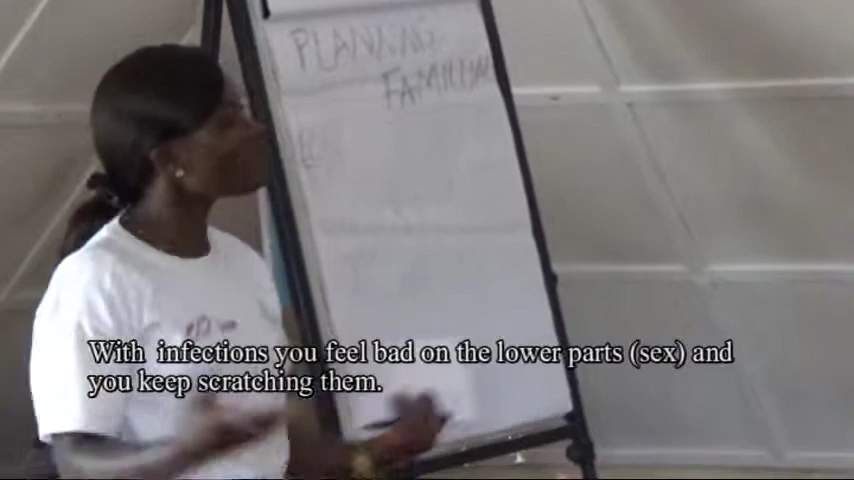 PLANNING
FAMILIAL
With infections you feel bad on the lower parts (sex) and
you keep scratching them.